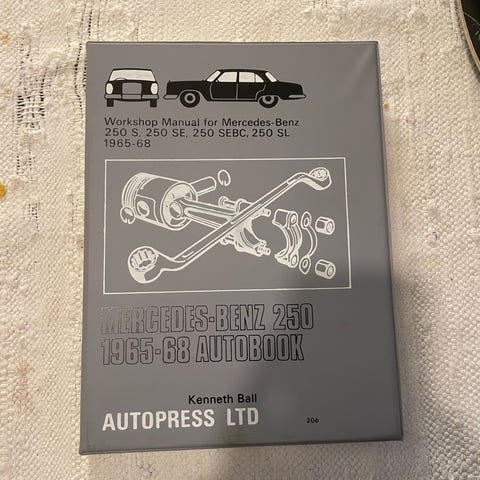 Workshop Manual for Mercedes-Benz
250 S, 250 SE, 250 SEBC, 250 SL
1965-68
MERCEDES-BENZ 250
1965-68 AUTOBOOK
Kenneth Ball
AUTOPRESS LTD
206